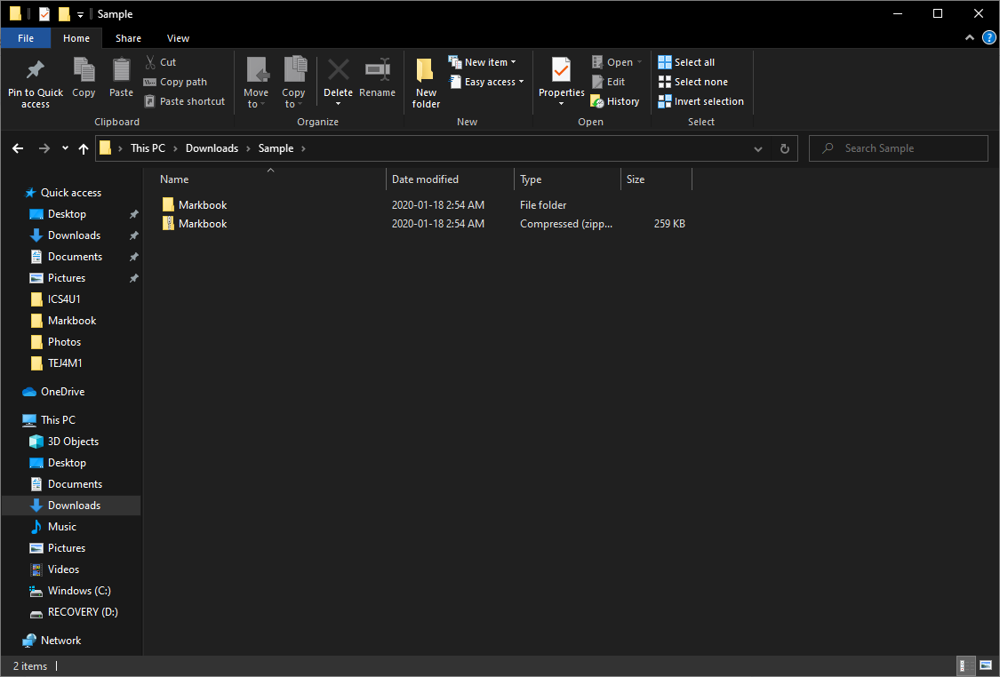 Sample
File Home Share View
Pin to Quick access
Copy
Paste
Cut
Copy path
Paste shortcut
Clipboard
Move to
Copy to
Delete
Rename
Organize
New folder
New item
Easy access
New
Properties
Open
Edit
History
Open
Select all
Select none
Invert selection
Select
This PC > Downloads > Sample >
Search Sample
Quick access
Desktop
Downloads
Documents
Pictures
ICS4U1
Markbook
Photos
TEJ4M1
OneDrive
This PC
3D Objects
Desktop
Documents
Downloads
Music
Pictures
Videos
Windows (C:)
RECOVERY (D:)
Network
Name Date modified Type Size
Markbook 2020-01-18 2:54 AM File folder
Markbook 2020-01-18 2:54 AM Compressed (zipp... 259 KB
2 items